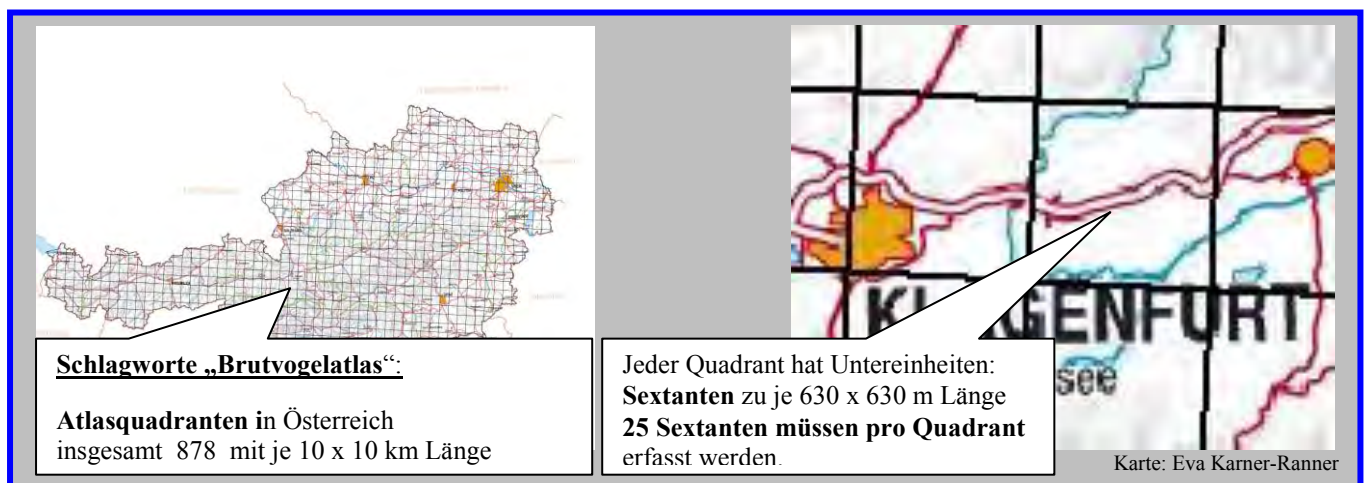 Schlagworte „Brutvogelatlas“:
Atlasquadranten in Österreich
insgesamt 878 mit je 10 x 10 km Länge
Jeder Quadrant hat Untereinheiten:
Sextanten zu je 630 x 630 m Länge
25 Sextanten müssen pro Quadrant
erfasst werden.
GENFURT
see
Karte: Eva Karner-Ranner